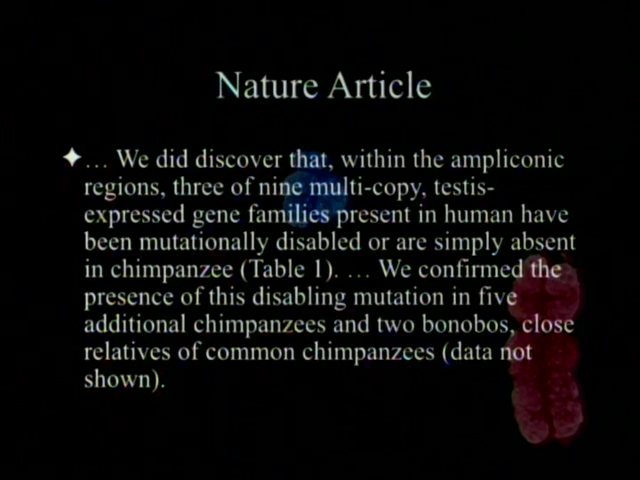 Nature Article
… We did discover that, within the ampliconic
regions, three of nine multi-copy, testis-
expressed gene families present in human have
been mutationally disabled or are simply absent
in chimpanzee (Table 1). … We confirmed the
presence of this disabling mutation in five
additional chimpanzees and two bonobos, close
relatives of common chimpanzees (data not
shown).